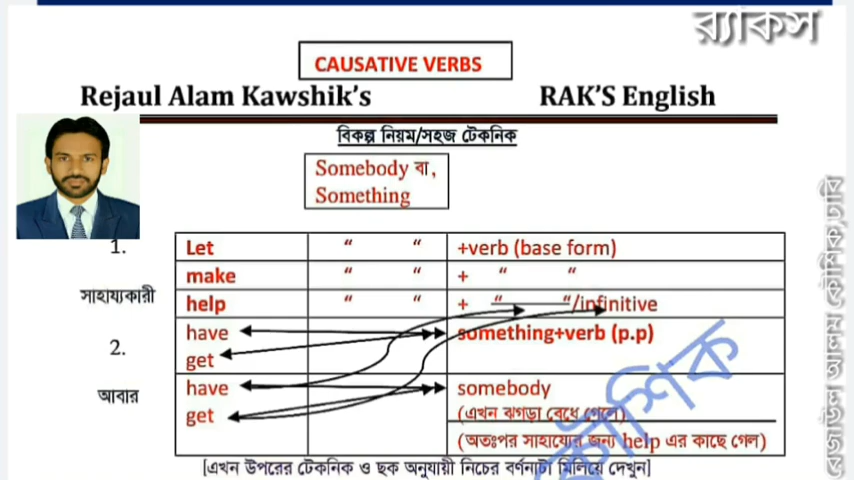 র‍্যাকস
CAUSATIVE VERBS
Rejaul Alam Kawshik's RAK'S English
বিকল্প নিয়ম/সহজ টেকনিক
Somebody বা,
Something
1. Let “ “ +verb (base form)
make “ “ + “ “
সাহায্যকারী help “ “ + “ “/infinitive
2. have something+verb (p.p)
get
আবার have somebody
get (এখন ঝগড়া বেধে গেলে)
(অতঃপর সাহায্যের জন্য help এর কাছে গেল)
[এখন উপরের টেকনিক ও ছক অনুযায়ী নিচের বর্ণনাটা মিলিয়ে দেখুন]
কৌশিক
রেজাউল আলম কৌশিক,ঢাবি